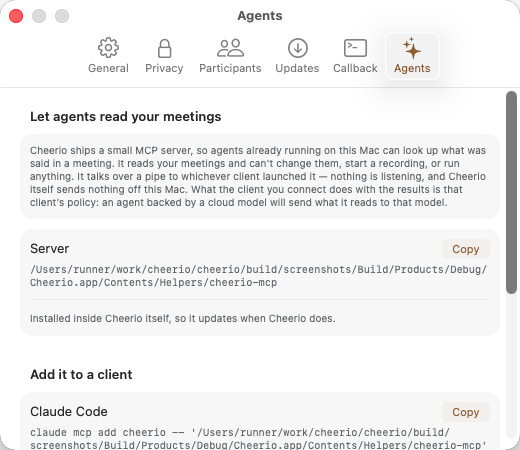 Agents
General
Privacy
Participants
Updates
Callback
Agents
Let agents read your meetings
Cheerio ships a small MCP server, so agents already running on this Mac can look up what was
said in a meeting. It reads your meetings and can't change them, start a recording, or run
anything. It talks over a pipe to whichever client launched it — nothing is listening, and Cheerio
itself sends nothing off this Mac. What the client you connect does with the results is that
client's policy: an agent backed by a cloud model will send what it reads to that model.
Server
Copy
/Users/runner/work/cheerio/cheerio/build/screenshots/Build/Products/Debug/
Cheerio.app/Contents/Helpers/cheerio-mcp
Installed inside Cheerio itself, so it updates when Cheerio does.
Add it to a client
Claude Code
Copy
claude mcp add cheerio -- '/Users/runner/work/cheerio/cheerio/build/
screenshots/Build/Products/Debug/Cheerio.app/Contents/Helpers/cheerio-mcp'